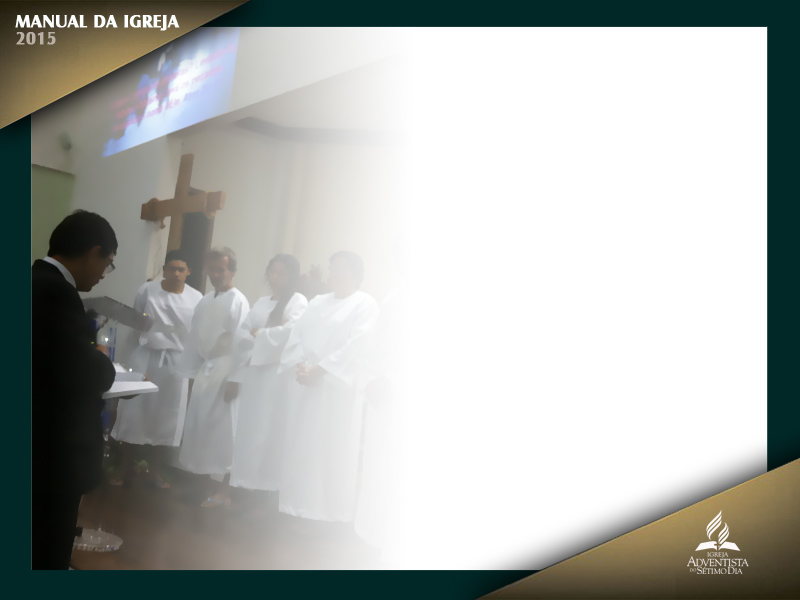 MANUAL DA IGREJA
2015
IGREJA
ADVENTISTA
DO SÉTIMO DIA